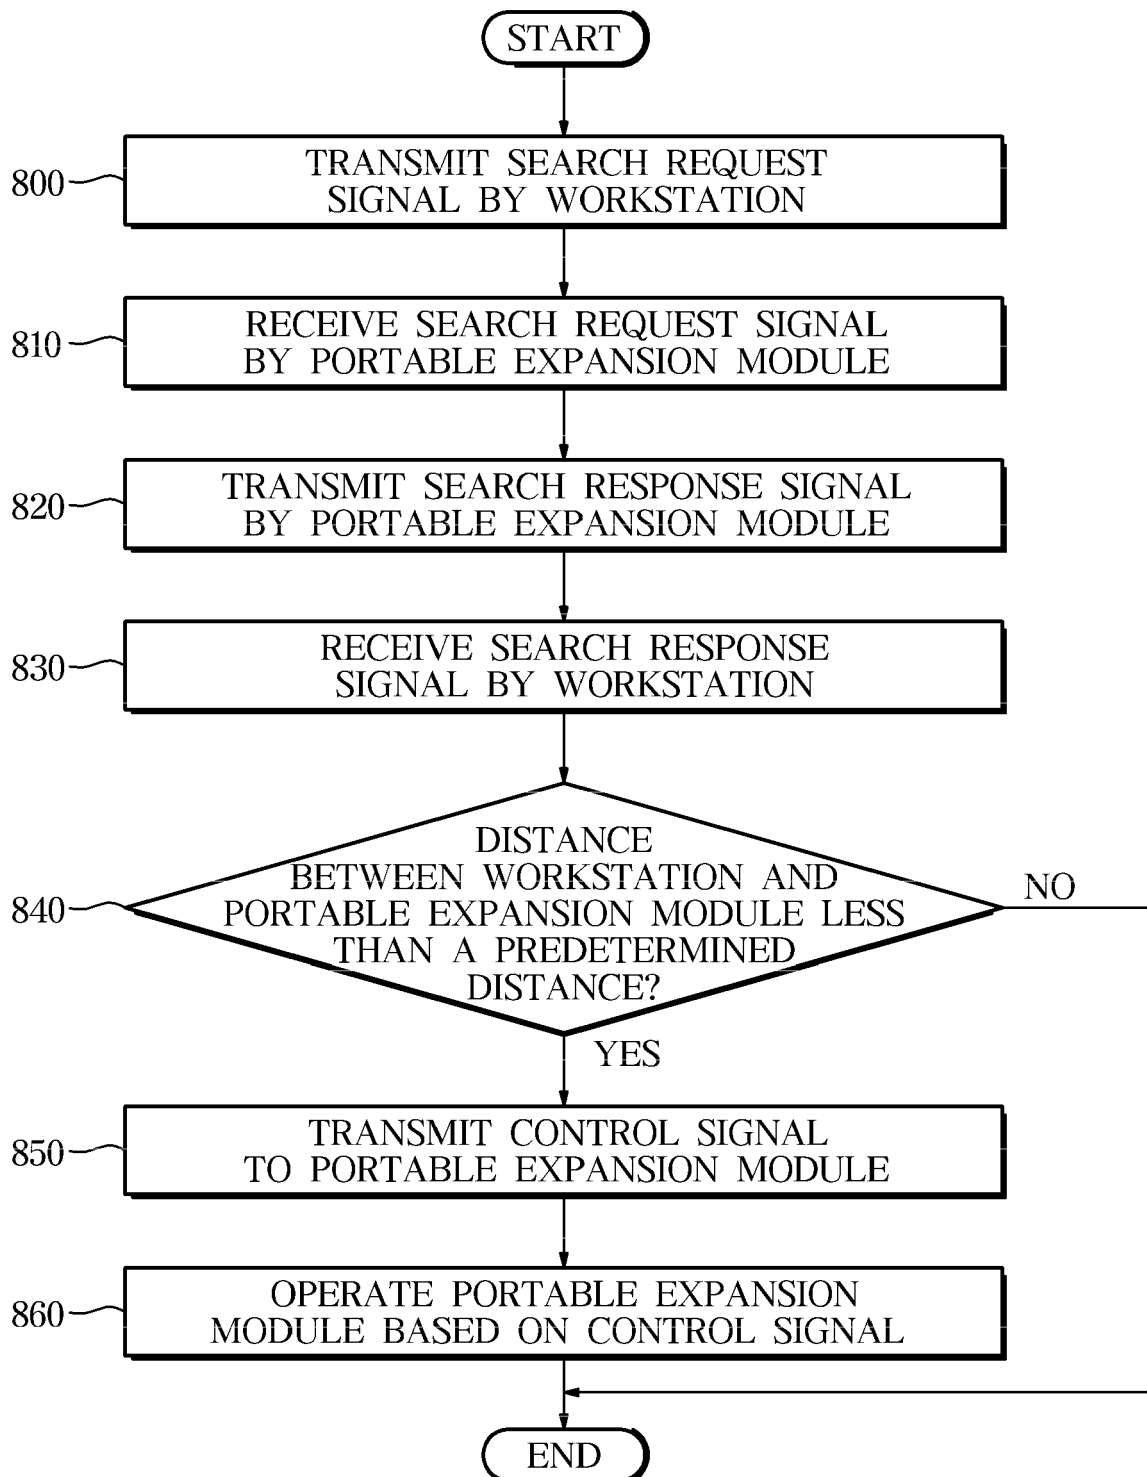 START
800
TRANSMIT SEARCH REQUEST
SIGNAL BY WORKSTATION
810
RECEIVE SEARCH REQUEST SIGNAL
BY PORTABLE EXPANSION MODULE
820
TRANSMIT SEARCH RESPONSE SIGNAL
BY PORTABLE EXPANSION MODULE
830
RECEIVE SEARCH RESPONSE
SIGNAL BY WORKSTATION
840
DISTANCE
BETWEEN WORKSTATION AND
PORTABLE EXPANSION MODULE LESS
THAN A PREDETERMINED
DISTANCE?
NO
YES
850
TRANSMIT CONTROL SIGNAL
TO PORTABLE EXPANSION MODULE
860
OPERATE PORTABLE EXPANSION
MODULE BASED ON CONTROL SIGNAL
END